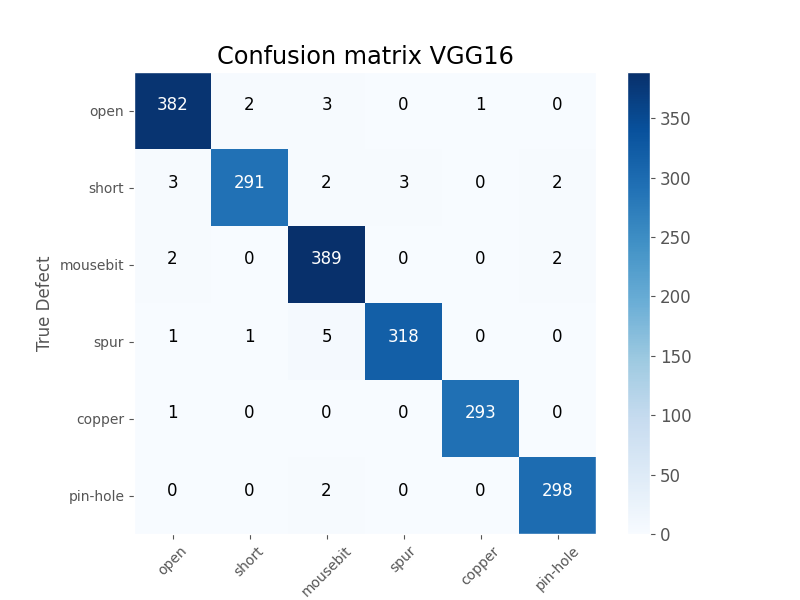 Confusion matrix VGG16
open 382 2 3 0 1 0
short 3 291 2 3 0 2
mousebit 2 0 389 0 0 2
spur 1 1 5 318 0 0
copper 1 0 0 0 293 0
pin-hole 0 0 2 0 0 298
open short mousebit spur copper pin-hole
True Defect
350
300
250
200
150
100
50
0